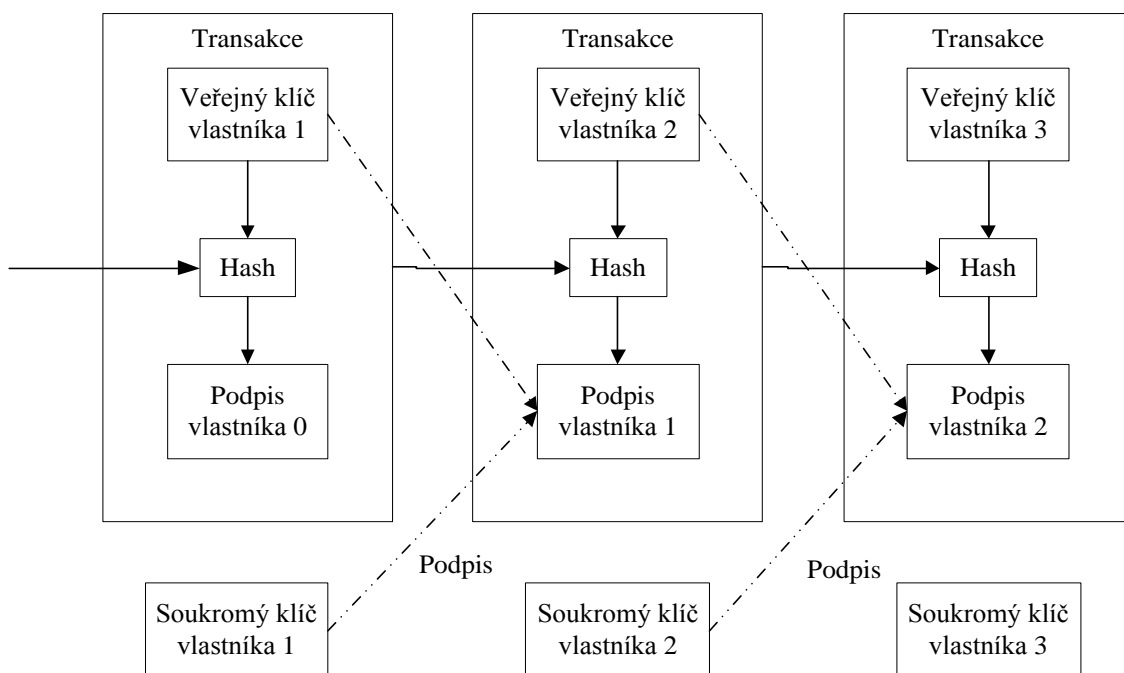 Transakce
Veřejný klíč
vlastníka 1
Hash
Podpis
vlastníka 0
Transakce
Veřejný klíč
vlastníka 2
Hash
Podpis
vlastníka 1
Transakce
Veřejný klíč
vlastníka 3
Hash
Podpis
vlastníka 2
Podpis
Podpis
Soukromý klíč
vlastníka 1
Soukromý klíč
vlastníka 2
Soukromý klíč
vlastníka 3